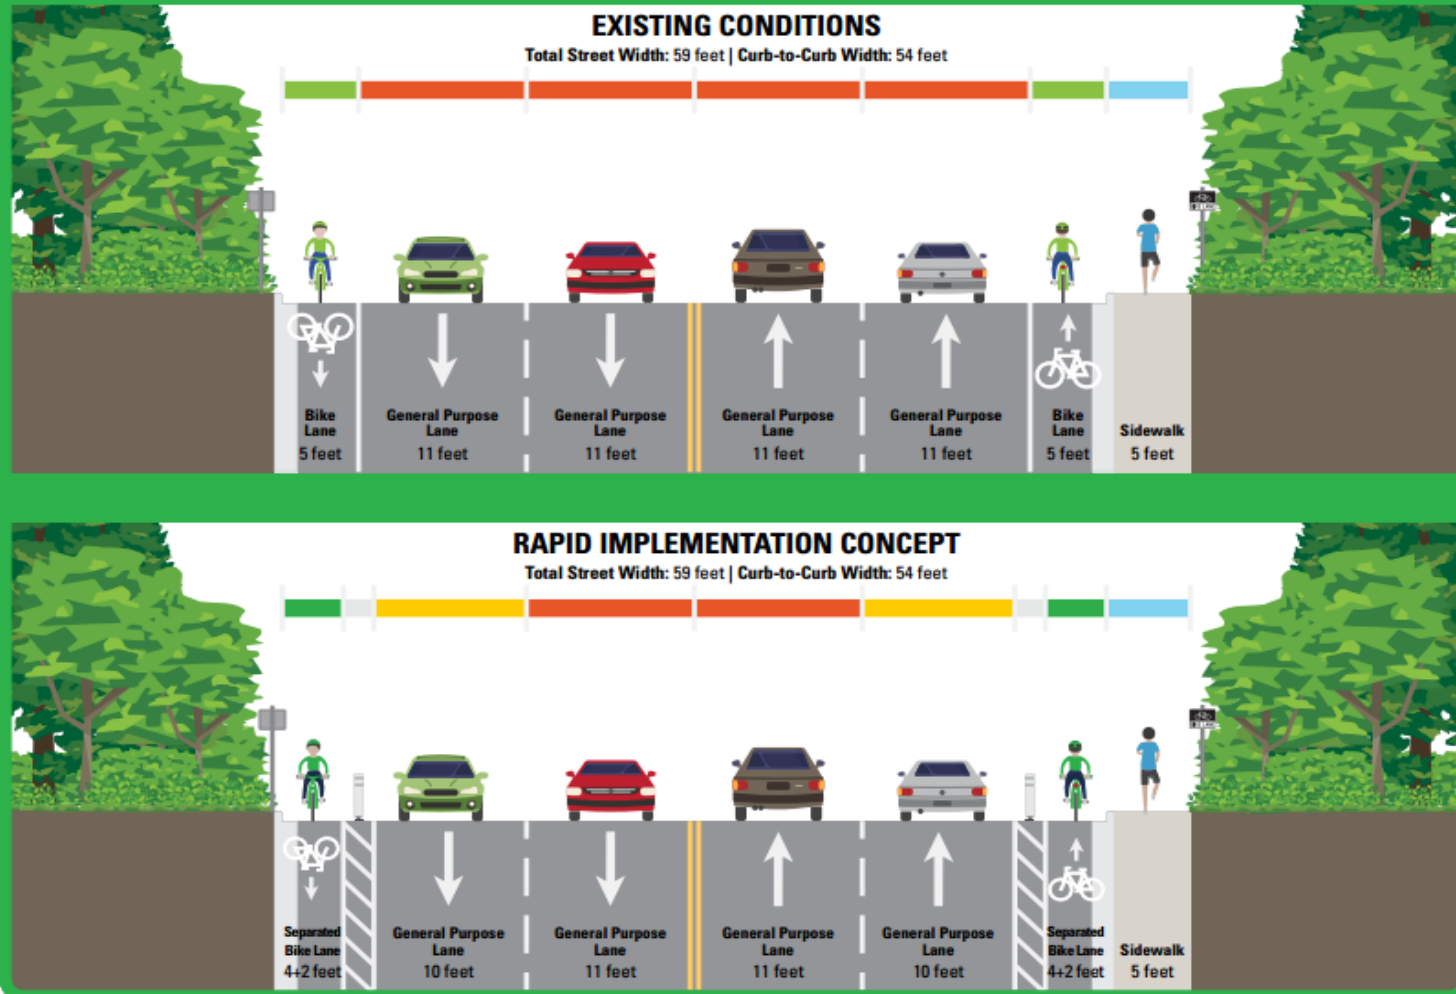 EXISTING CONDITIONS
Total Street Width: 59 feet | Curb-to-Curb Width: 54 feet
Bike
Lane
5 feet
General Purpose
Lane
11 feet
General Purpose
Lane
11 feet
General Purpose
Lane
11 feet
General Purpose
Lane
11 feet
Bike
Lane
5 feet
Sidewalk
5 feet
RAPID IMPLEMENTATION CONCEPT
Total Street Width: 59 feet | Curb-to-Curb Width: 54 feet
Separated
Bike Lane
4+2 feet
General Purpose
Lane
10 feet
General Purpose
Lane
11 feet
General Purpose
Lane
11 feet
General Purpose
Lane
10 feet
Separated
Bike Lane
4+2 feet
Sidewalk
5 feet